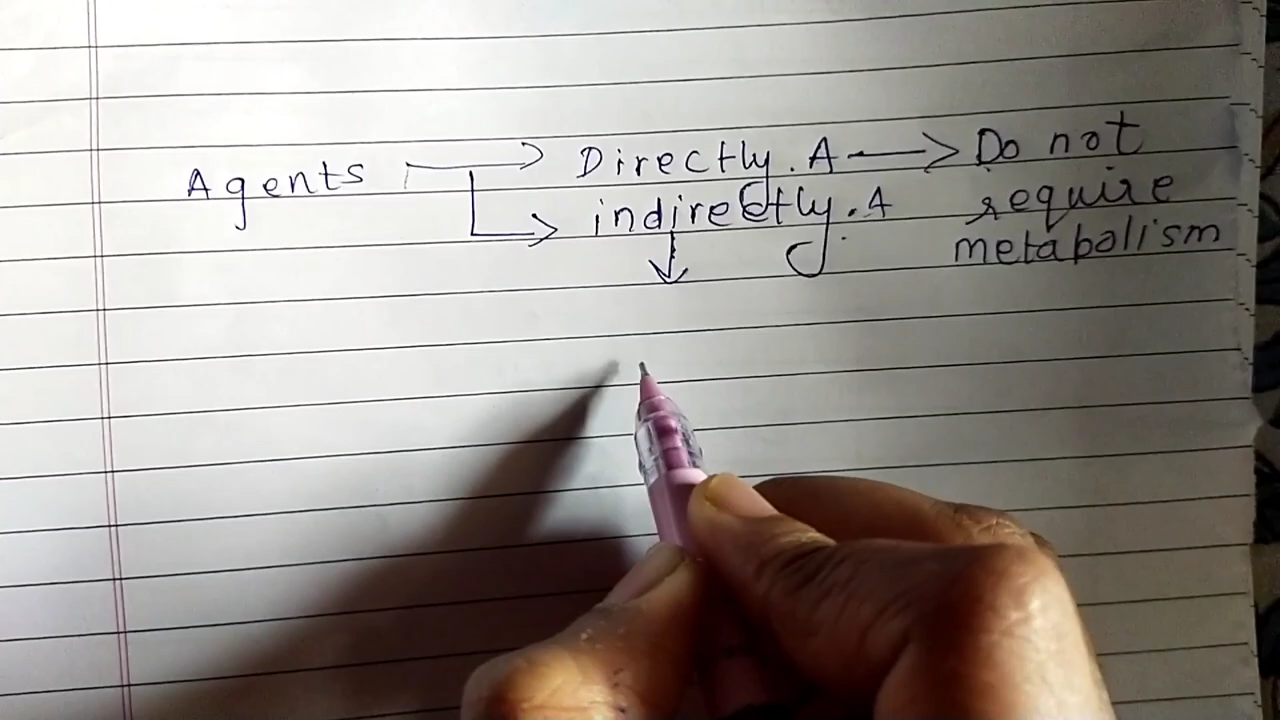 Agents → Directly.A → Do not
→ indirectly.A require
↓ metabolism